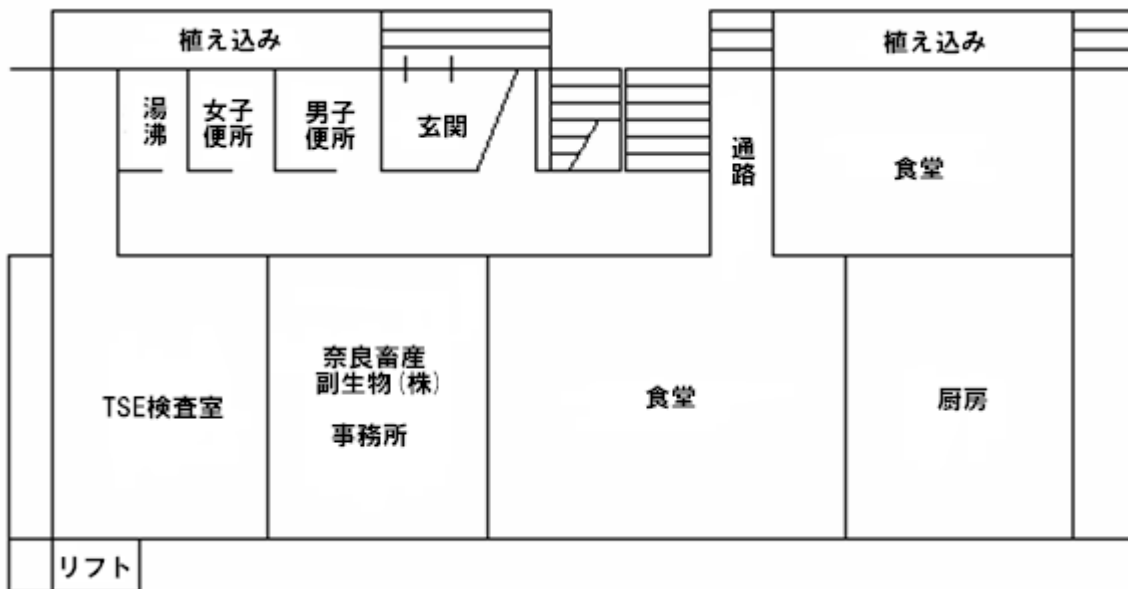 植え込み
植え込み
湯沸
女子
便所
男子
便所
玄関
通路
食堂
奈良畜産
副生物(株)
事務所
TSE検査室
食堂
厨房
リフト